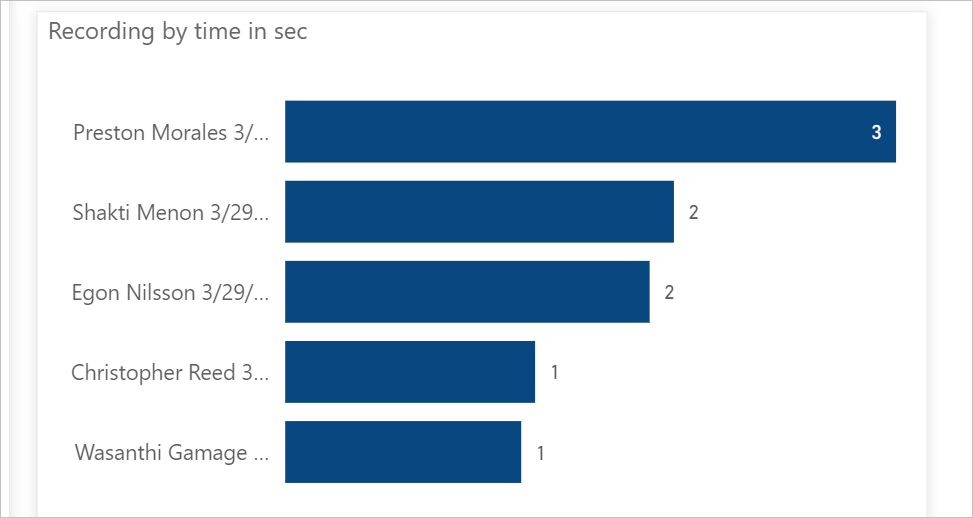 Recording by time in sec
Preston Morales 3/... 3
Shakti Menon 3/29... 2
Egon Nilsson 3/29/... 2
Christopher Reed 3... 1
Wasanthi Gamage ... 1